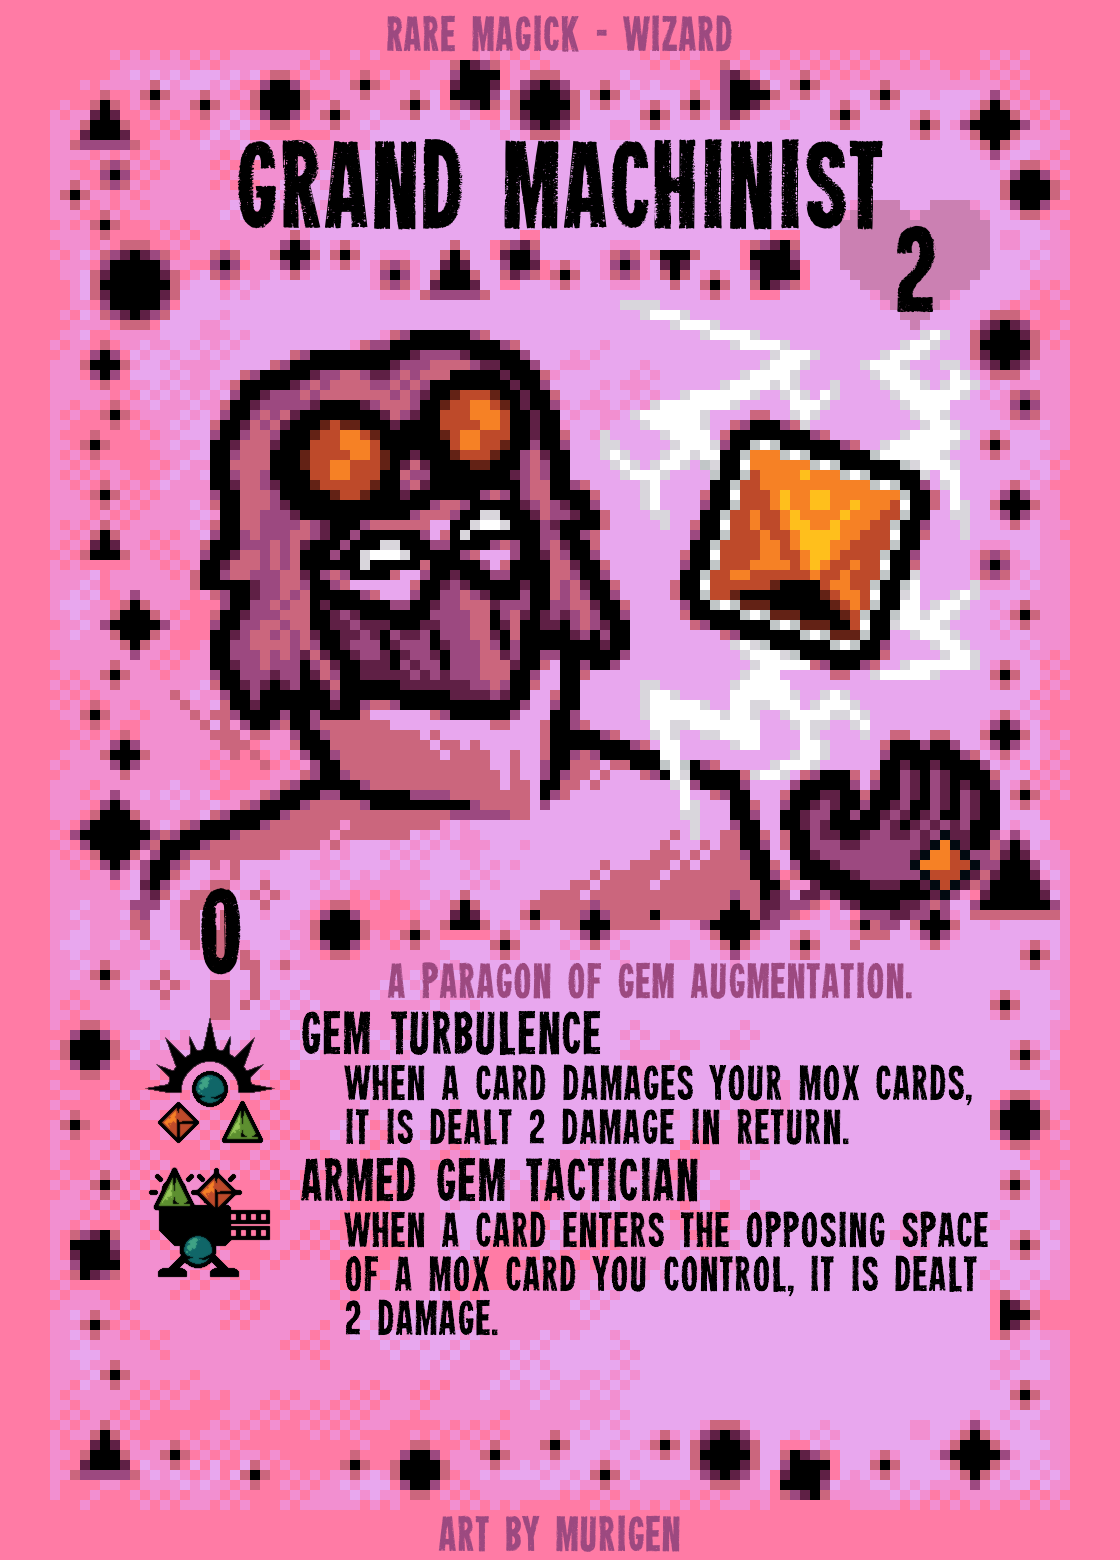 RARE MAGICK - WIZARD
GRAND MACHINIST
2
0
A PARAGON OF GEM AUGMENTATION.
GEM TURBULENCE
WHEN A CARD DAMAGES YOUR MOX CARDS,
IT IS DEALT 2 DAMAGE IN RETURN.
ARMED GEM TACTICIAN
WHEN A CARD ENTERS THE OPPOSING SPACE
OF A MOX CARD YOU CONTROL, IT IS DEALT
2 DAMAGE.
ART BY MURIGEN